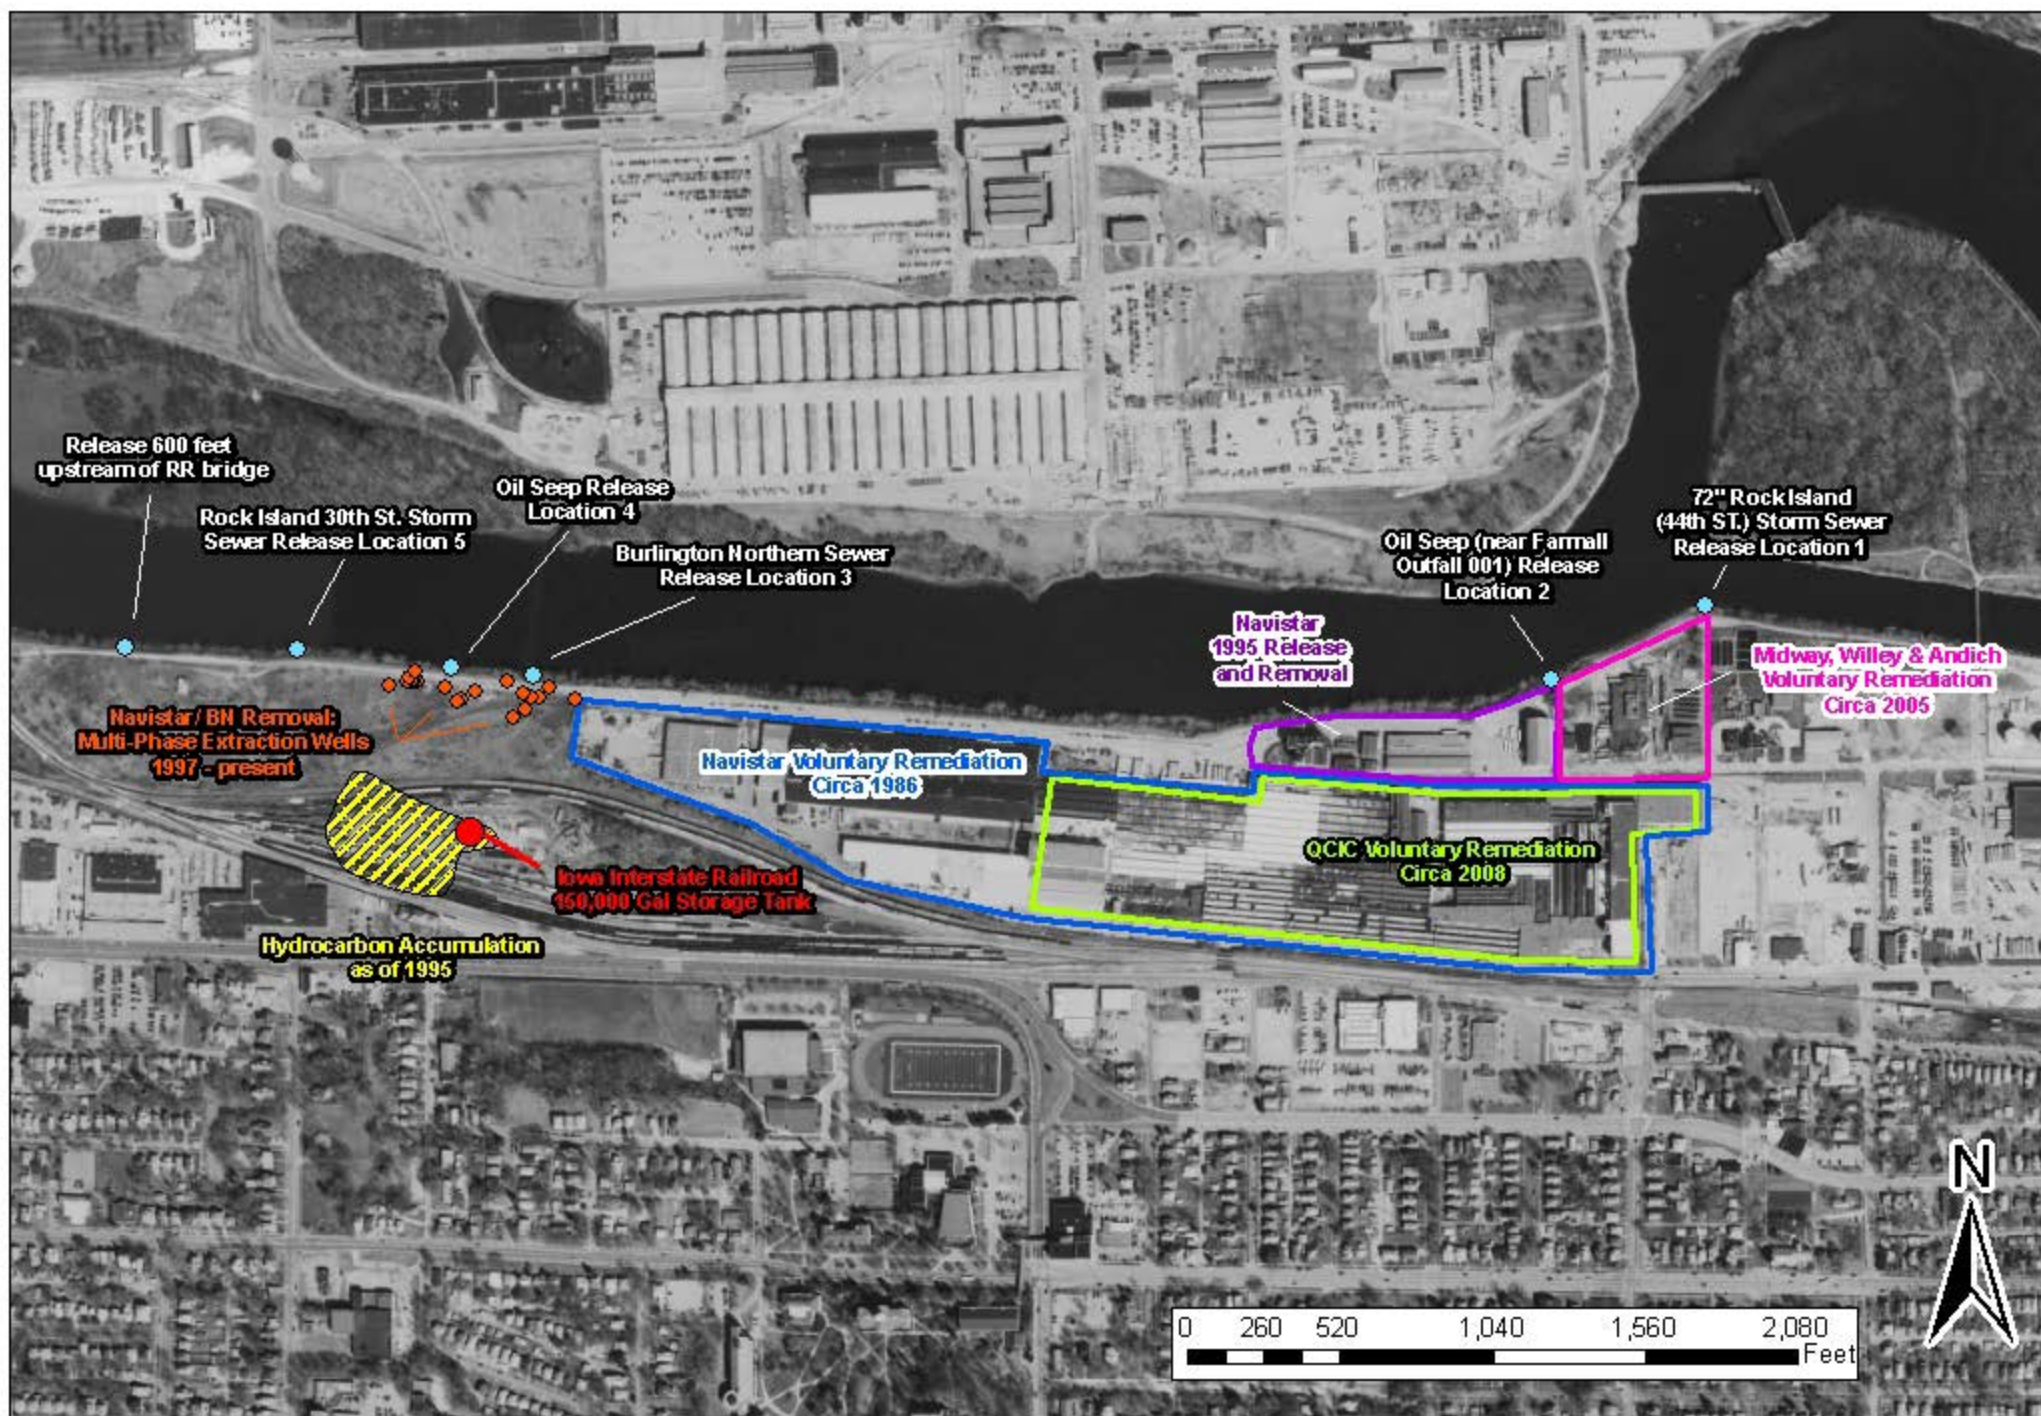 Release 600 feet
upstream of RR bridge
Rock Island 30th St. Storm
Sewer Release Location 5
Oil Seep Release
Location 4
Burlington Northern Sewer
Release Location 3
Oil Seep (near Farmall
Outfall 001) Release
Location 2
72" Rock Island
(44th ST.) Storm Sewer
Release Location 1
Navistar
1995 Release
and Removal
Midway, Willey & Andich
Voluntary Remediation
Circa 2005
Navistar/ BN Removal:
Multi-Phase Extraction Wells
1997 - present
Navistar Voluntary Remediation
Circa 1986
QCIC Voluntary Remediation
Circa 2008
Iowa Interstate Railroad
150,000 Gal Storage Tank
Hydrocarbon Accumulation
as of 1995
N
0 260 520 1,040 1,560 2,080
Feet